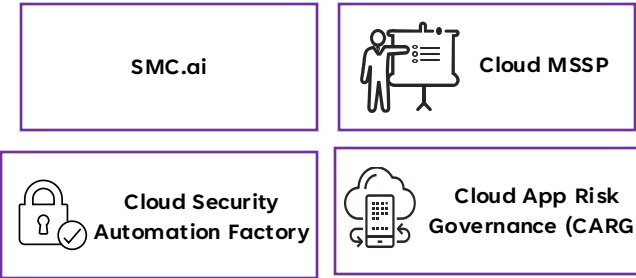 SMC.ai
Cloud MSSP
Cloud Security
Automation Factory
Cloud App Risk
Governance (CARG